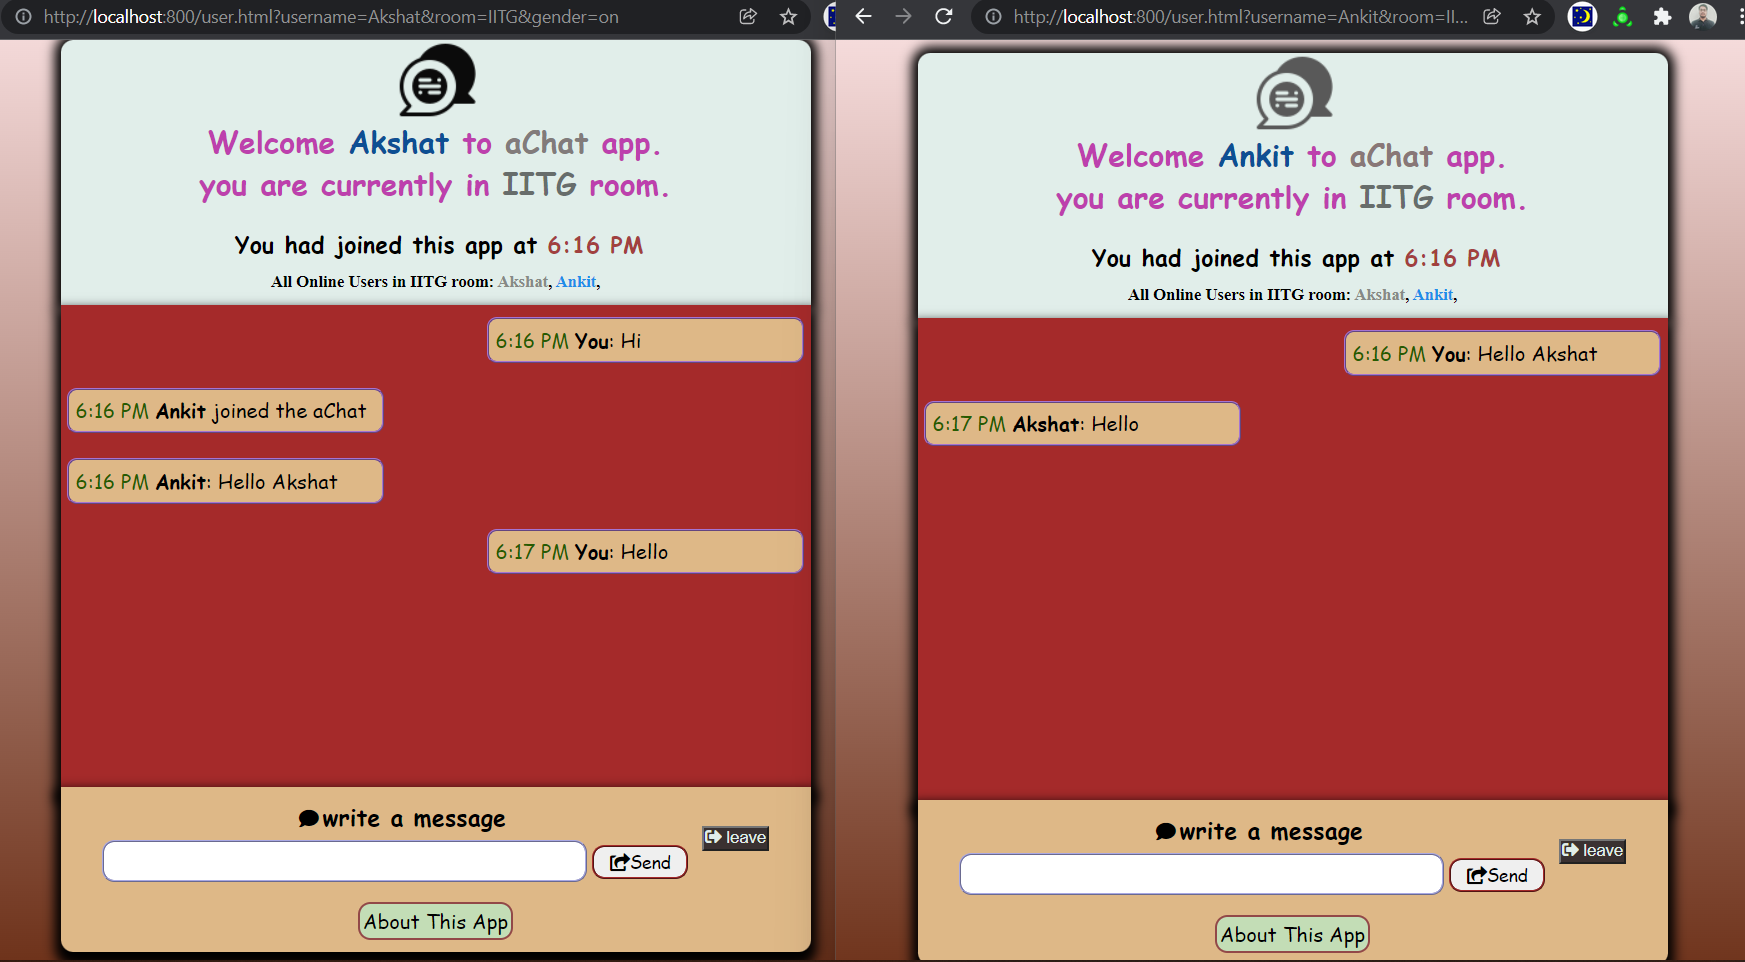 http://localhost:800/user.html?username=Akshat&room=IITG&gender=on
Welcome Akshat to aChat app.
you are currently in IITG room.
You had joined this app at 6:16 PM
All Online Users in IITG room: Akshat, Ankit,
6:16 PM You: Hi
6:16 PM Ankit joined the aChat
6:16 PM Ankit: Hello Akshat
6:17 PM You: Hello
write a message
leave
Send
About This App
http://localhost:800/user.html?username=Ankit&room=II...
Welcome Ankit to aChat app.
you are currently in IITG room.
You had joined this app at 6:16 PM
All Online Users in IITG room: Akshat, Ankit,
6:16 PM You: Hello Akshat
6:17 PM Akshat: Hello
write a message
leave
Send
About This App